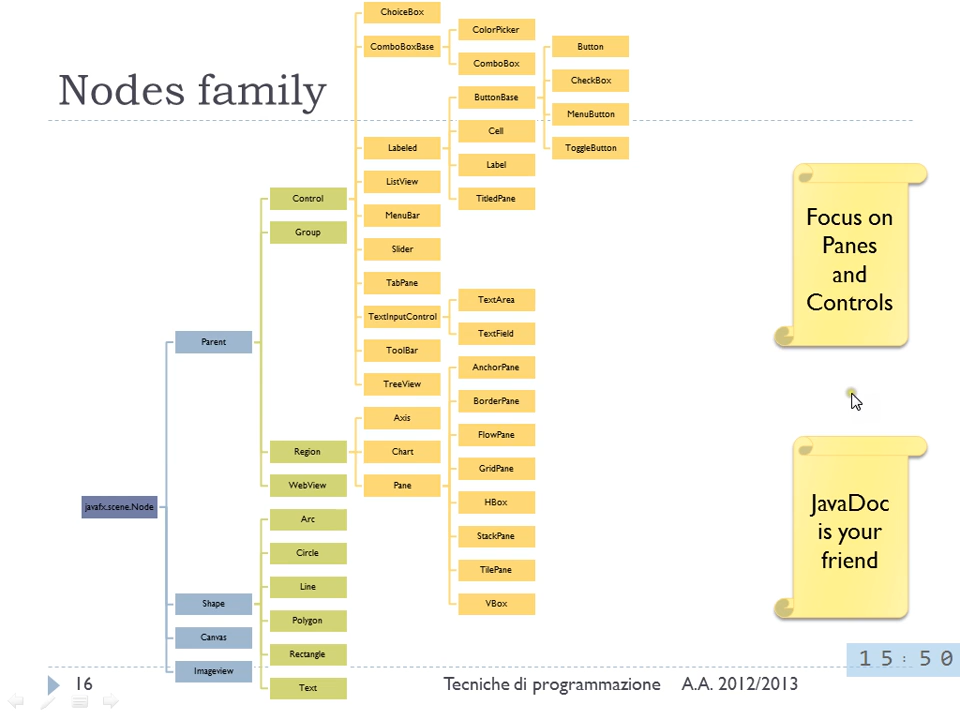 Nodes family
ChoiceBox
ComboBoxBase
ColorPicker
ComboBox
Button
CheckBox
MenuButton
ToggleButton
ButtonBase
Cell
Label
TitledPane
Labeled
ListView
MenuBar
Slider
TabPane
TextInputControl
ToolBar
TreeView
TextArea
TextField
Control
Group
Parent
Region
WebView
Axis
Chart
Pane
AnchorPane
BorderPane
FlowPane
GridPane
HBox
StackPane
TilePane
VBox
javafx.scene.Node
Arc
Circle
Line
Polygon
Rectangle
Text
Shape
Canvas
Imageview
Focus on
Panes
and
Controls
JavaDoc
is your
friend
15:50
16
Tecniche di programmazione A.A. 2012/2013